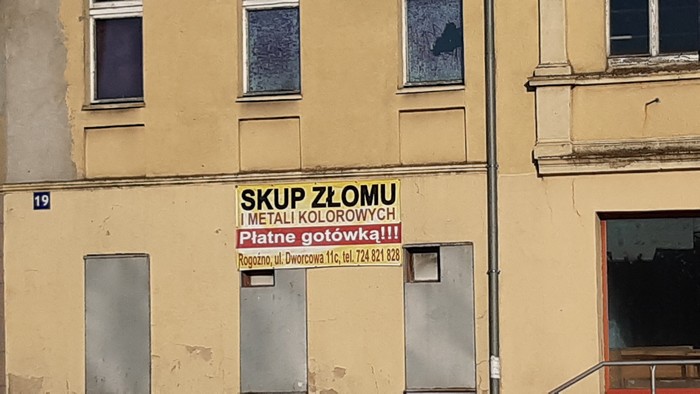 19
SKUP ZŁOMU
I METALI KOLOROWYCH
Płatne gotówką!!!
Rogoźno, ul. Dworcowa 11c, tel. 724 821 828